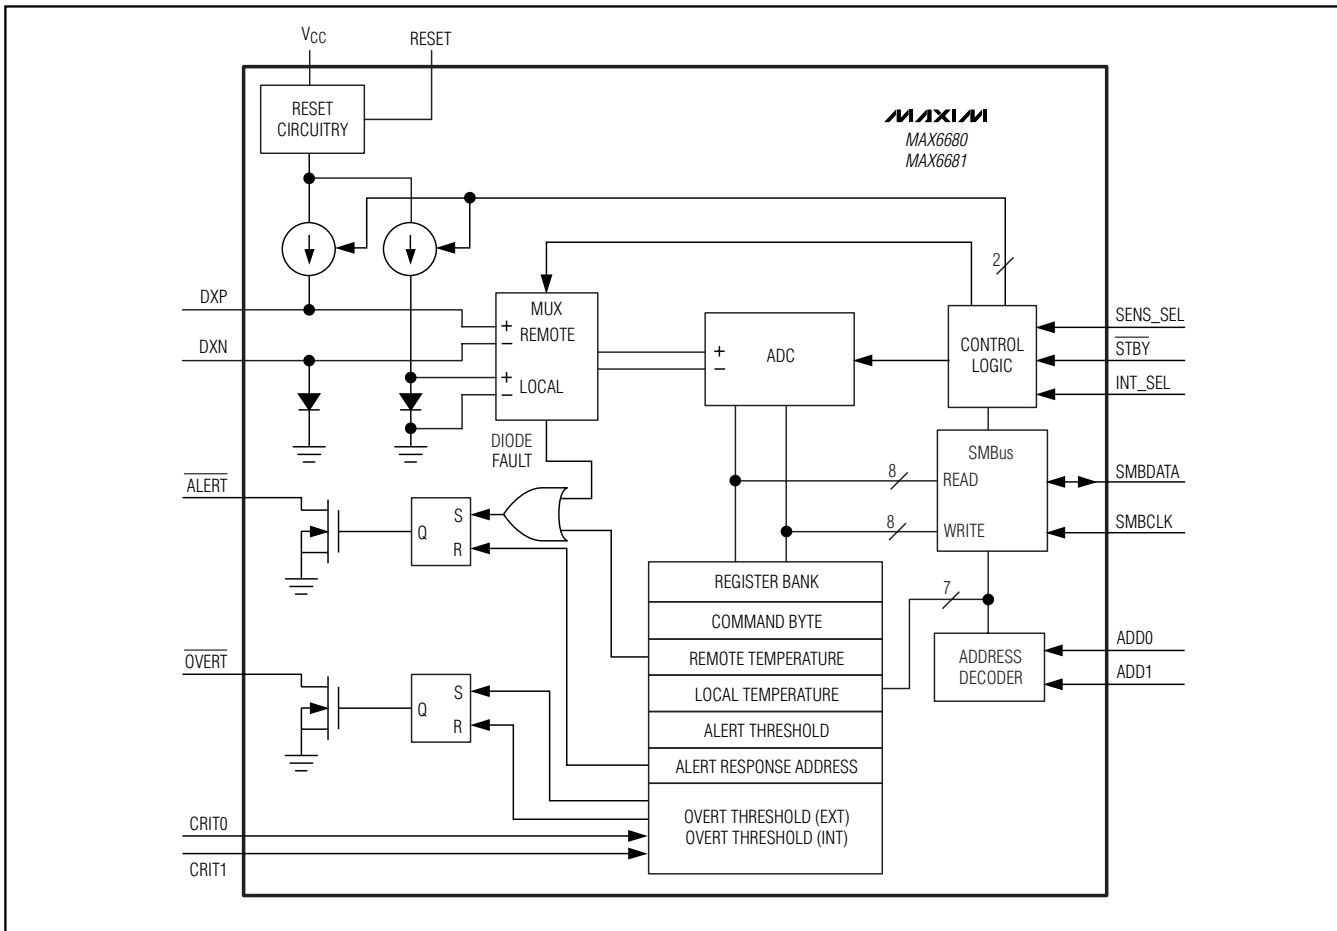 VCC
RESET
RESET
CIRCUITRY
MAXIM
MAX6680
MAX6681
2
DXP
MUX
+ REMOTE
−
SENS_SEL
CONTROL
LOGIC
STBY
DXN
+
−
ADC
INT_SEL
+
LOCAL
−
DIODE
FAULT
SMBus
8
READ
SMBDATA
ALERT
S
Q
R
8
WRITE
SMBCLK
REGISTER BANK
7
COMMAND BYTE
REMOTE TEMPERATURE
ADDRESS
DECODER
ADD0
ADD1
OVERT
S
Q
R
LOCAL TEMPERATURE
ALERT THRESHOLD
ALERT RESPONSE ADDRESS
OVERT THRESHOLD (EXT)
OVERT THRESHOLD (INT)
CRIT0
CRIT1